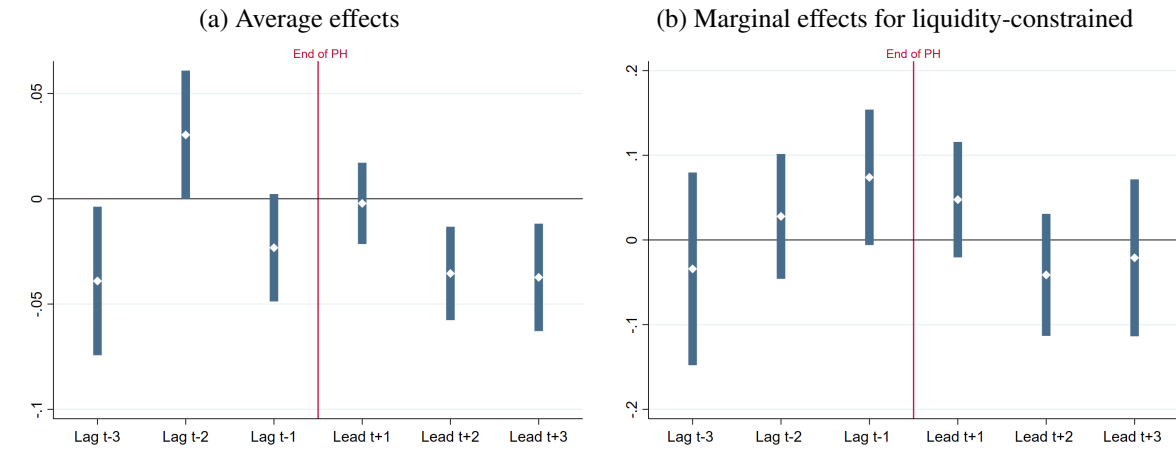 (a) Average effects
End of PH
.05
0
-.05
-.1
Lag t-3 Lag t-2 Lag t-1 Lead t+1 Lead t+2 Lead t+3
(b) Marginal effects for liquidity-constrained
End of PH
.2
.1
0
-.1
-.2
Lag t-3 Lag t-2 Lag t-1 Lead t+1 Lead t+2 Lead t+3